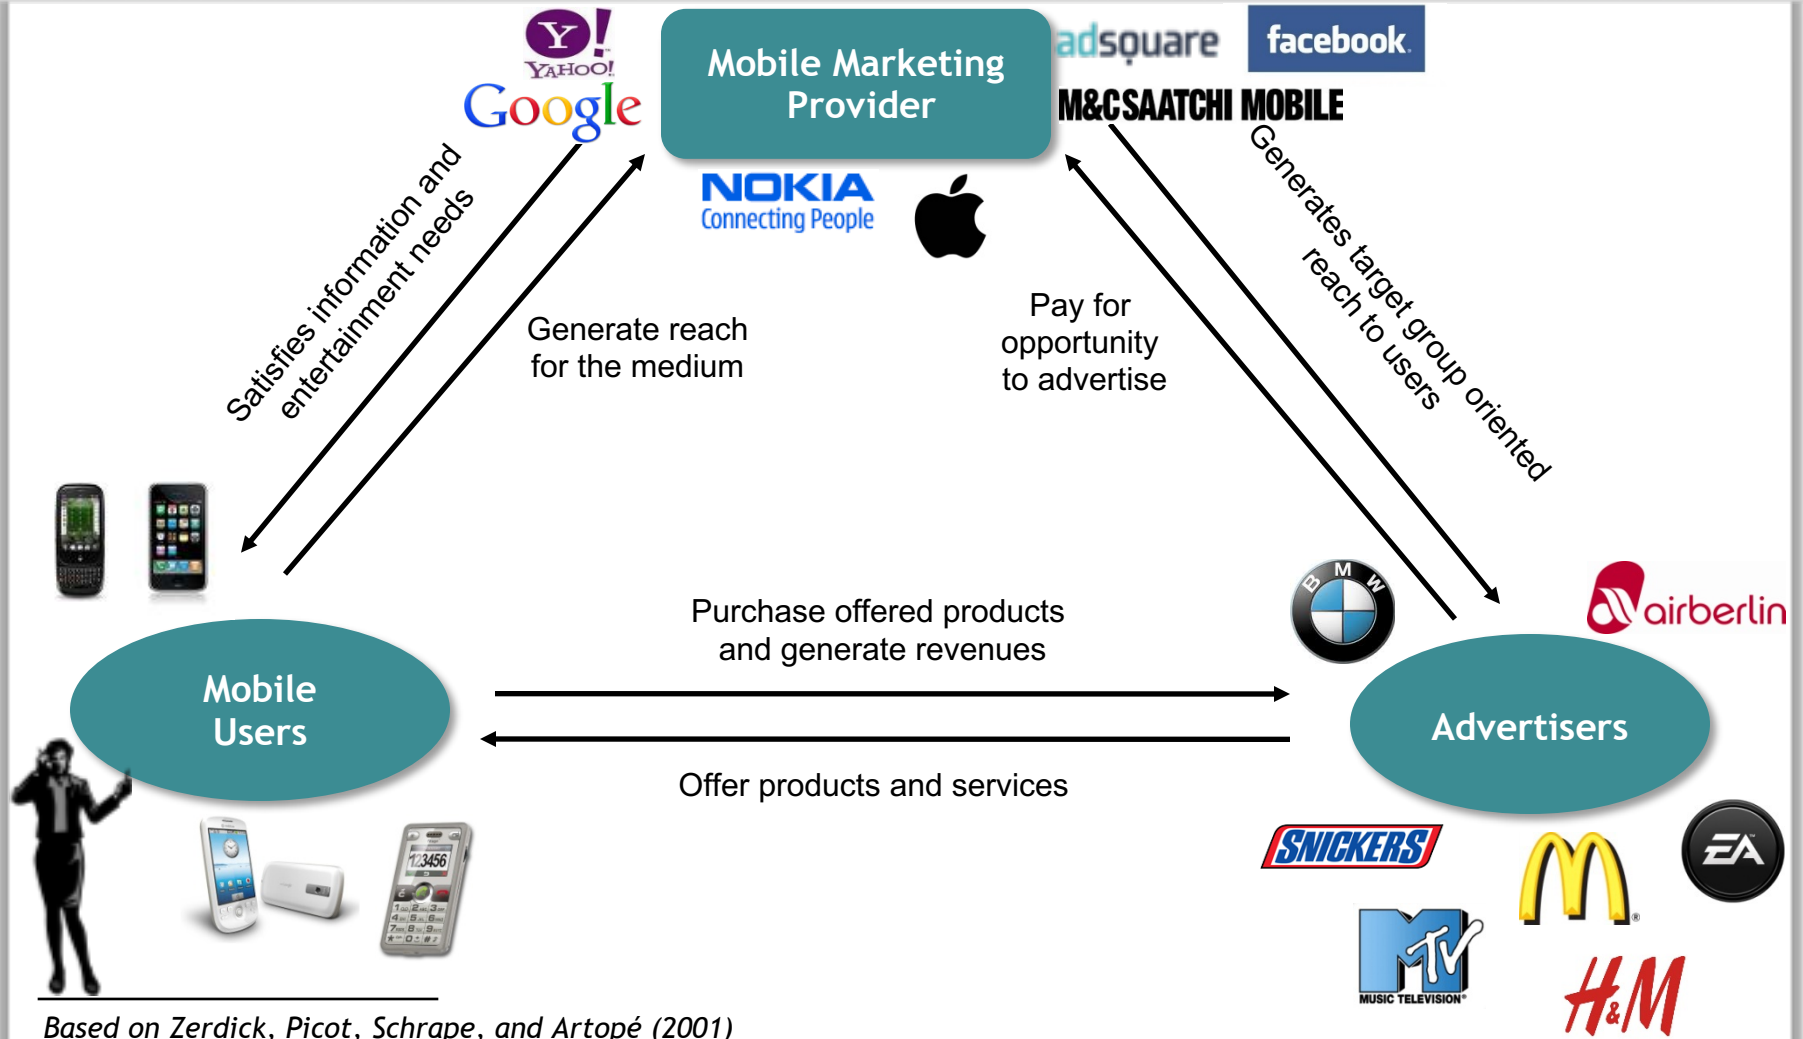 YAHOO!
Google
Mobile Marketing
Provider
adsquare
facebook
M&CSAATCHI MOBILE
NOKIA
Connecting People
Satisfies information and
entertainment needs
Generate reach
for the medium
Pay for
opportunity
to advertise
Generates target group oriented
reach to users
Purchase offered products
and generate revenues
BMW
airberlin
Mobile
Users
Advertisers
Offer products and services
123456
SNICKERS
EA
MTV
MUSIC TELEVISION®
H&M
Based on Zerdick, Picot, Schrape, and Artopé (2001)